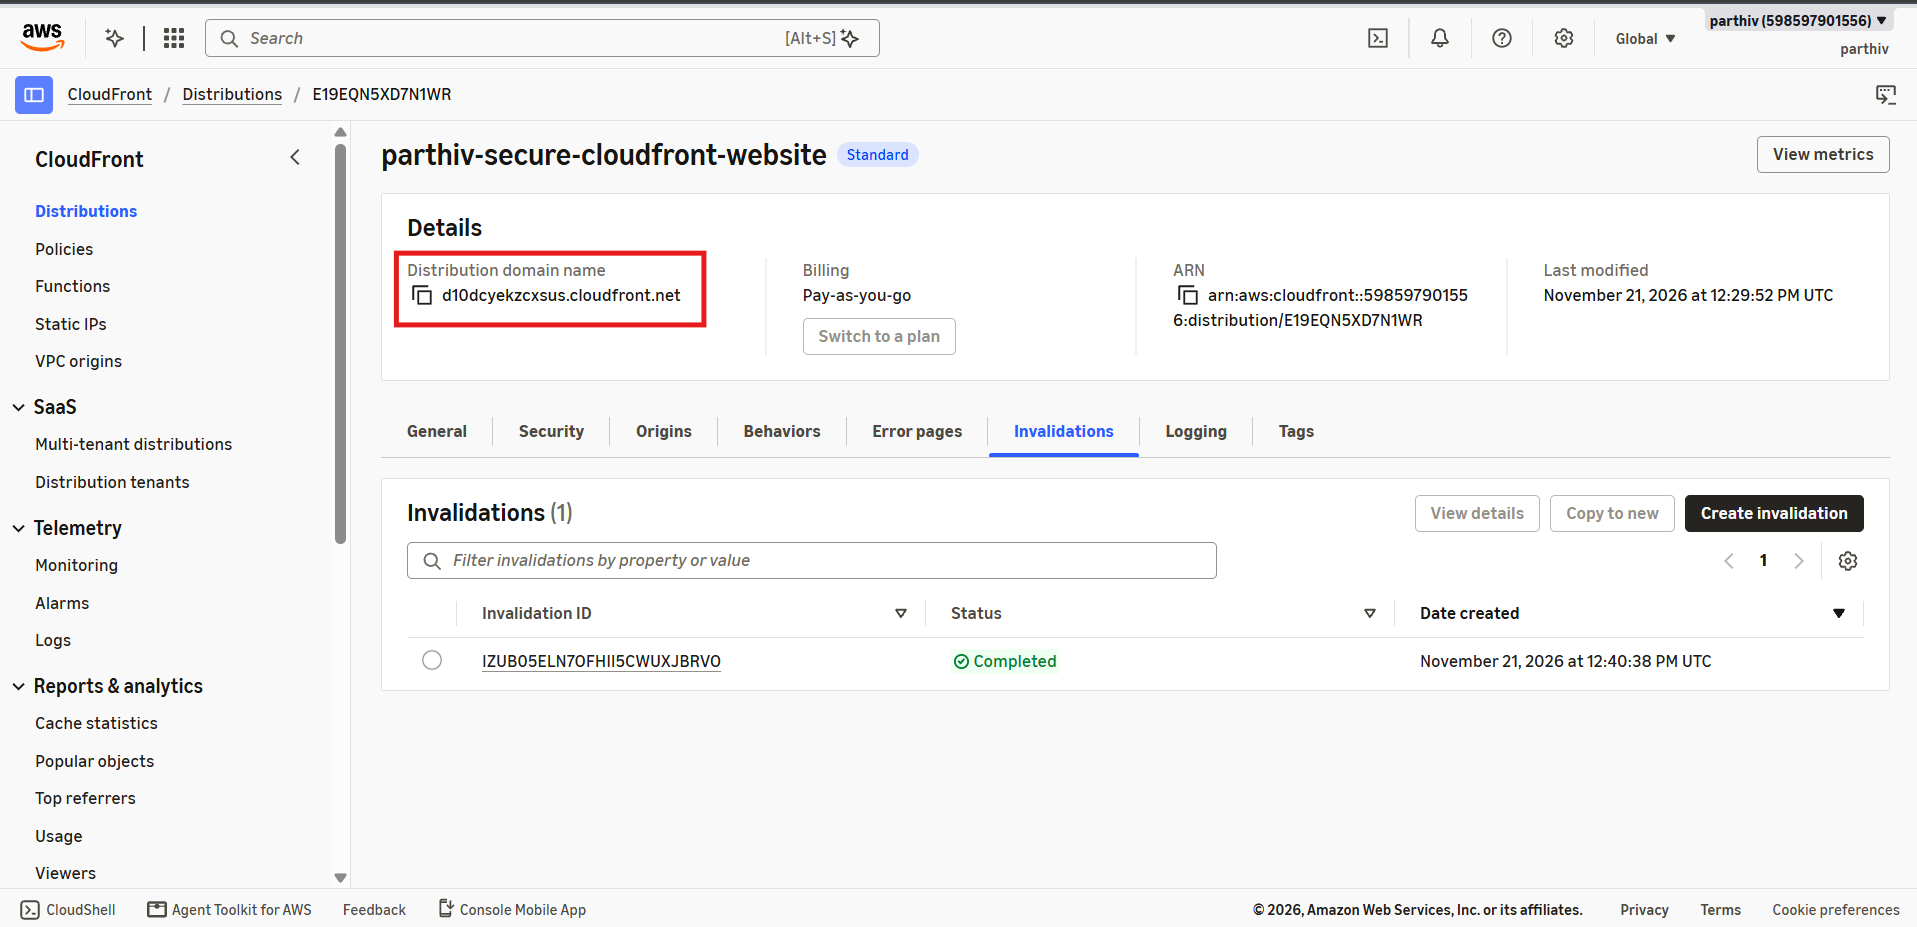 aws
Search
[Alt+S]
Global
parthiv (598597901556)
parthiv
CloudFront / Distributions / E19EQN5XD7N1WR
CloudFront
Distributions
Policies
Functions
Static IPs
VPC origins
SaaS
Multi-tenant distributions
Distribution tenants
Telemetry
Monitoring
Alarms
Logs
Reports & analytics
Cache statistics
Popular objects
Top referrers
Usage
Viewers
parthiv-secure-cloudfront-website
Standard
View metrics
Details
Distribution domain name
d10dcyekzcxsus.cloudfront.net
Billing
Pay-as-you-go
Switch to a plan
ARN
arn:aws:cloudfront::59859790155
6:distribution/E19EQN5XD7N1WR
Last modified
November 21, 2026 at 12:29:52 PM UTC
General
Security
Origins
Behaviors
Error pages
Invalidations
Logging
Tags
Invalidations (1)
View details
Copy to new
Create invalidation
Filter invalidations by property or value
1
Invalidation ID
Status
Date created
IZUB05ELN7OFHII5CWUXJBRVO
Completed
November 21, 2026 at 12:40:38 PM UTC
CloudShell
Agent Toolkit for AWS
Feedback
Console Mobile App
© 2026, Amazon Web Services, Inc. or its affiliates.
Privacy
Terms
Cookie preferences